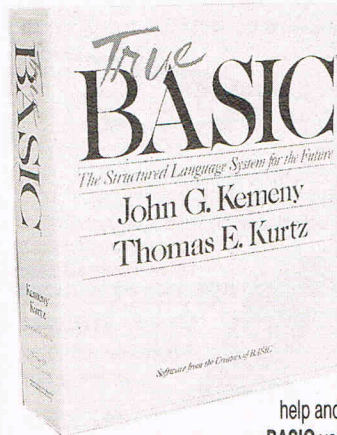 True
BASIC
The Structured Language System for the Future
John G. Kemeny
Thomas E. Kurtz
Software from the Creators of BASIC
True
BASIC
Kemeny
Kurtz
help and
BASIC